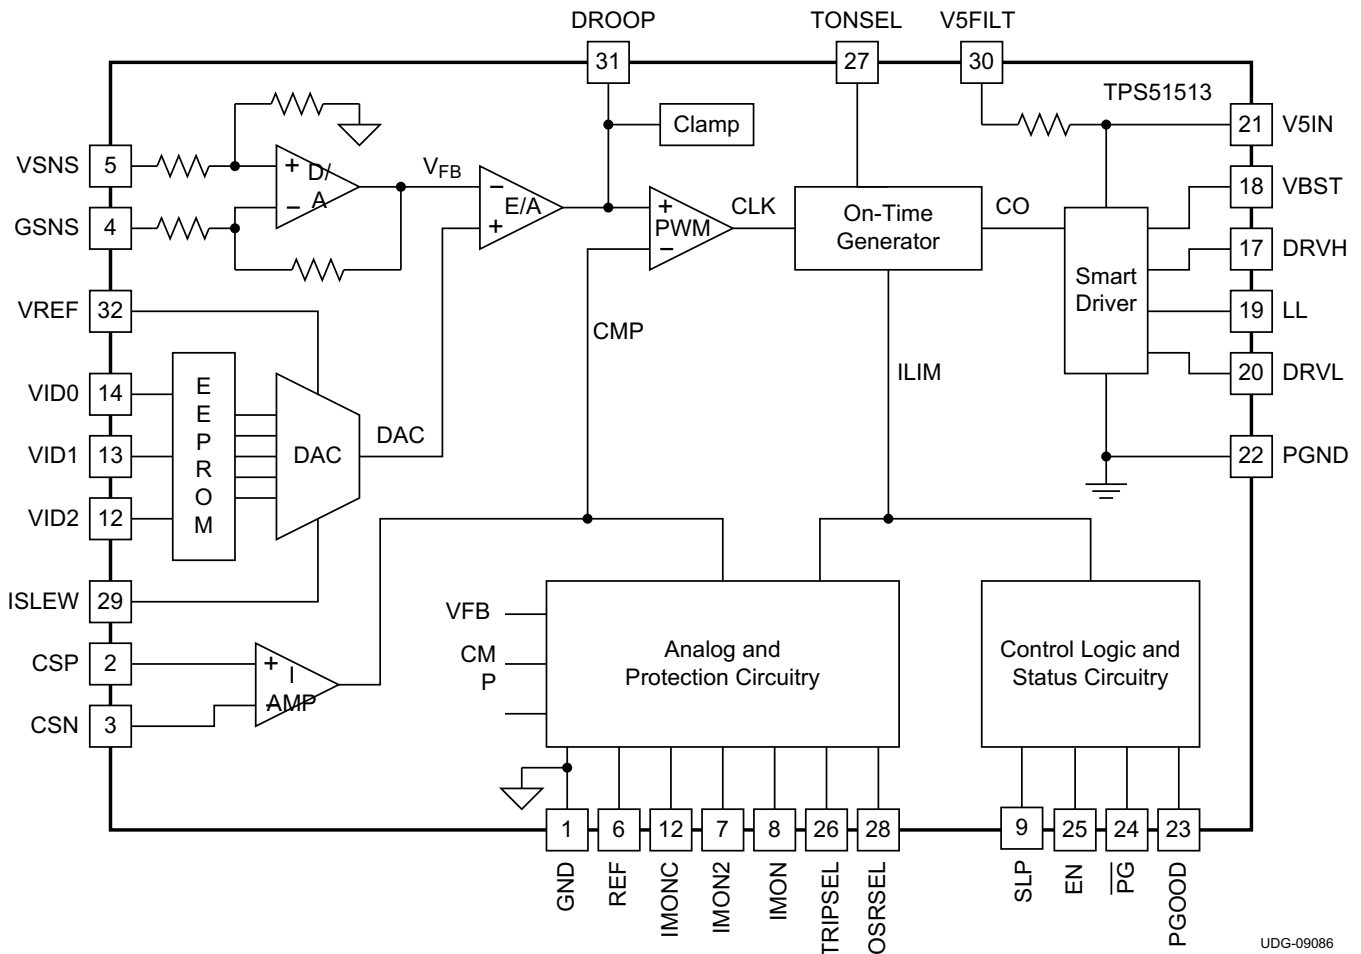 DROOP
TONSEL
V5FILT
31
27
30
TPS51513
Clamp
21
V5IN
VSNS
5
+
D/
A
−
VFB
−
E/A
+
+
PWM
−
CLK
On-Time
Generator
CO
18
VBST
GSNS
4
17
DRVH
Smart
Driver
VREF
32
CMP
19
LL
ILIM
20
DRVL
VID0
14
E
E
P
R
O
M
DAC
DAC
VID1
13
22
PGND
VID2
12
ISLEW
29
CSP
2
+
I
AMP
−
CSN
3
VFB
CM
P
Analog and
Protection Circuitry
Control Logic and
Status Circuitry
1
6
12
7
8
26
28
9
25
24
23
GND
REF
IMONC
IMON2
IMON
TRIPSEL
OSRSEL
SLP
EN
PG
PGOOD
UDG-09086